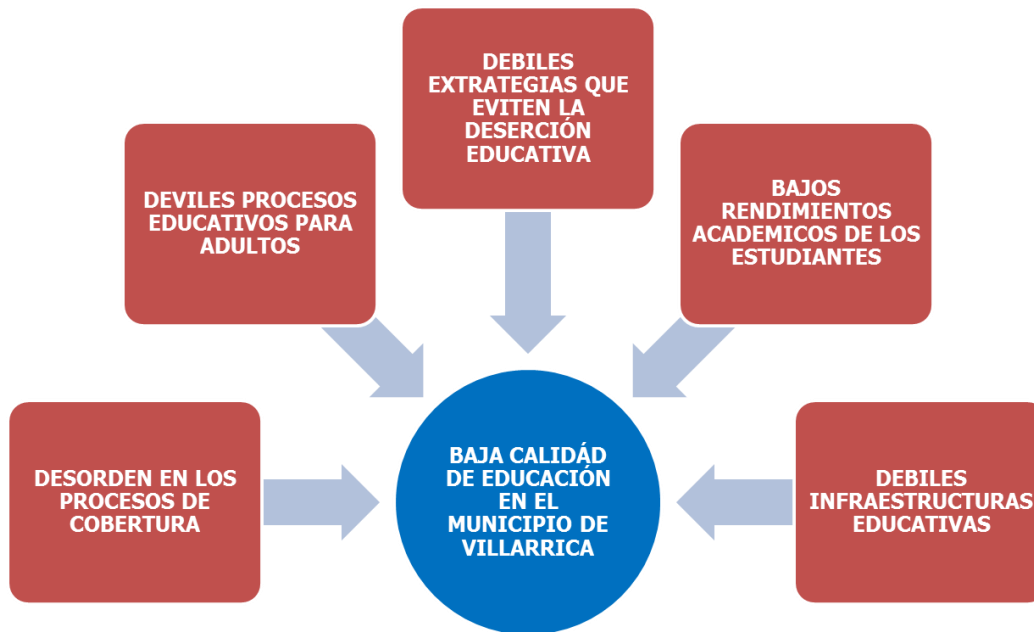 DEBILES
EXTRATEGIAS QUE
EVITEN LA
DESERCIÓN
EDUCATIVA
DEVILES PROCESOS
EDUCATIVOS PARA
ADULTOS
BAJOS
RENDIMIENTOS
ACADEMICOS DE LOS
ESTUDIANTES
DESORDEN EN LOS
PROCESOS DE
COBERTURA
BAJA CALIDÁD
DE EDUCACIÓN
EN EL
MUNICIPIO DE
VILLARRICA
DEBILES
INFRAESTRUCTURAS
EDUCATIVAS